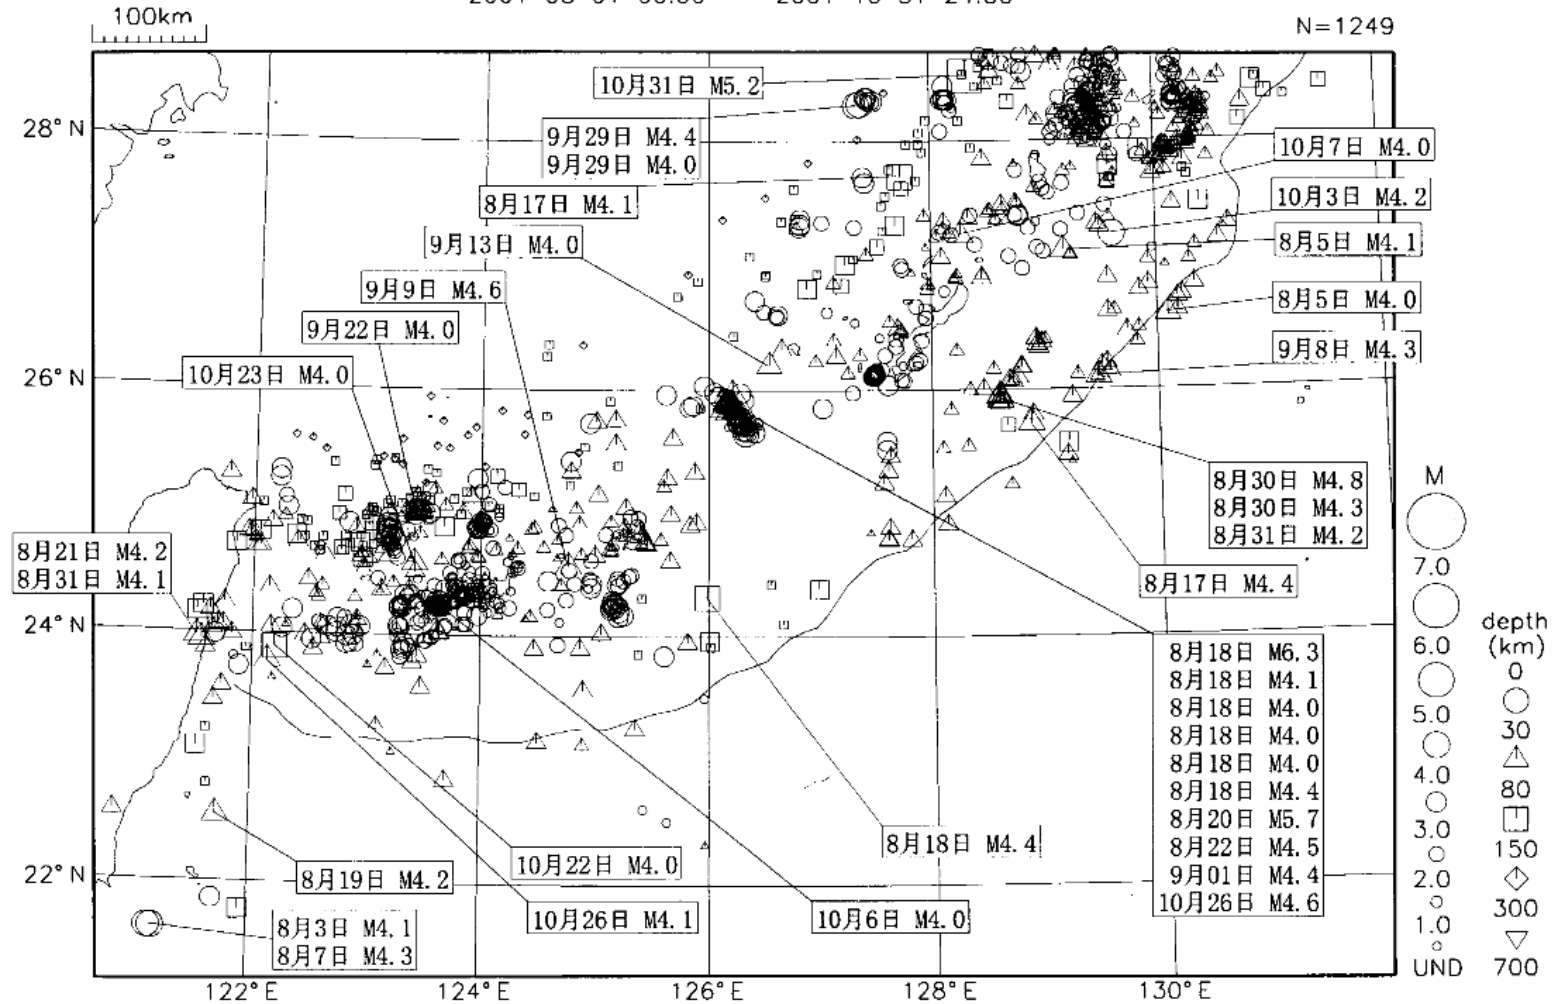 100km
N=1249
10月31日 M5.2
28°N
9月29日 M4.4
9月29日 M4.0
10月7日 M4.0
8月17日 M4.1
10月3日 M4.2
9月13日 M4.0
8月5日 M4.1
9月9日 M4.6
8月5日 M4.0
9月22日 M4.0
9月8日 M4.3
10月23日 M4.0
26°N
8月30日 M4.8
8月30日 M4.3
8月31日 M4.2
8月21日 M4.2
8月31日 M4.1
8月17日 M4.4
24°N
8月18日 M6.3
8月18日 M4.1
8月18日 M4.0
8月18日 M4.0
8月18日 M4.0
8月18日 M4.4
8月20日 M5.7
8月22日 M4.5
9月01日 M4.4
10月26日 M4.6
8月18日 M4.4
10月22日 M4.0
22°N
8月19日 M4.2
10月26日 M4.1
10月6日 M4.0
8月3日 M4.1
8月7日 M4.3
122°E
124°E
126°E
128°E
130°E
M
7.0
6.0
5.0
4.0
3.0
2.0
1.0
UND
depth
(km)
0
30
80
150
300
700